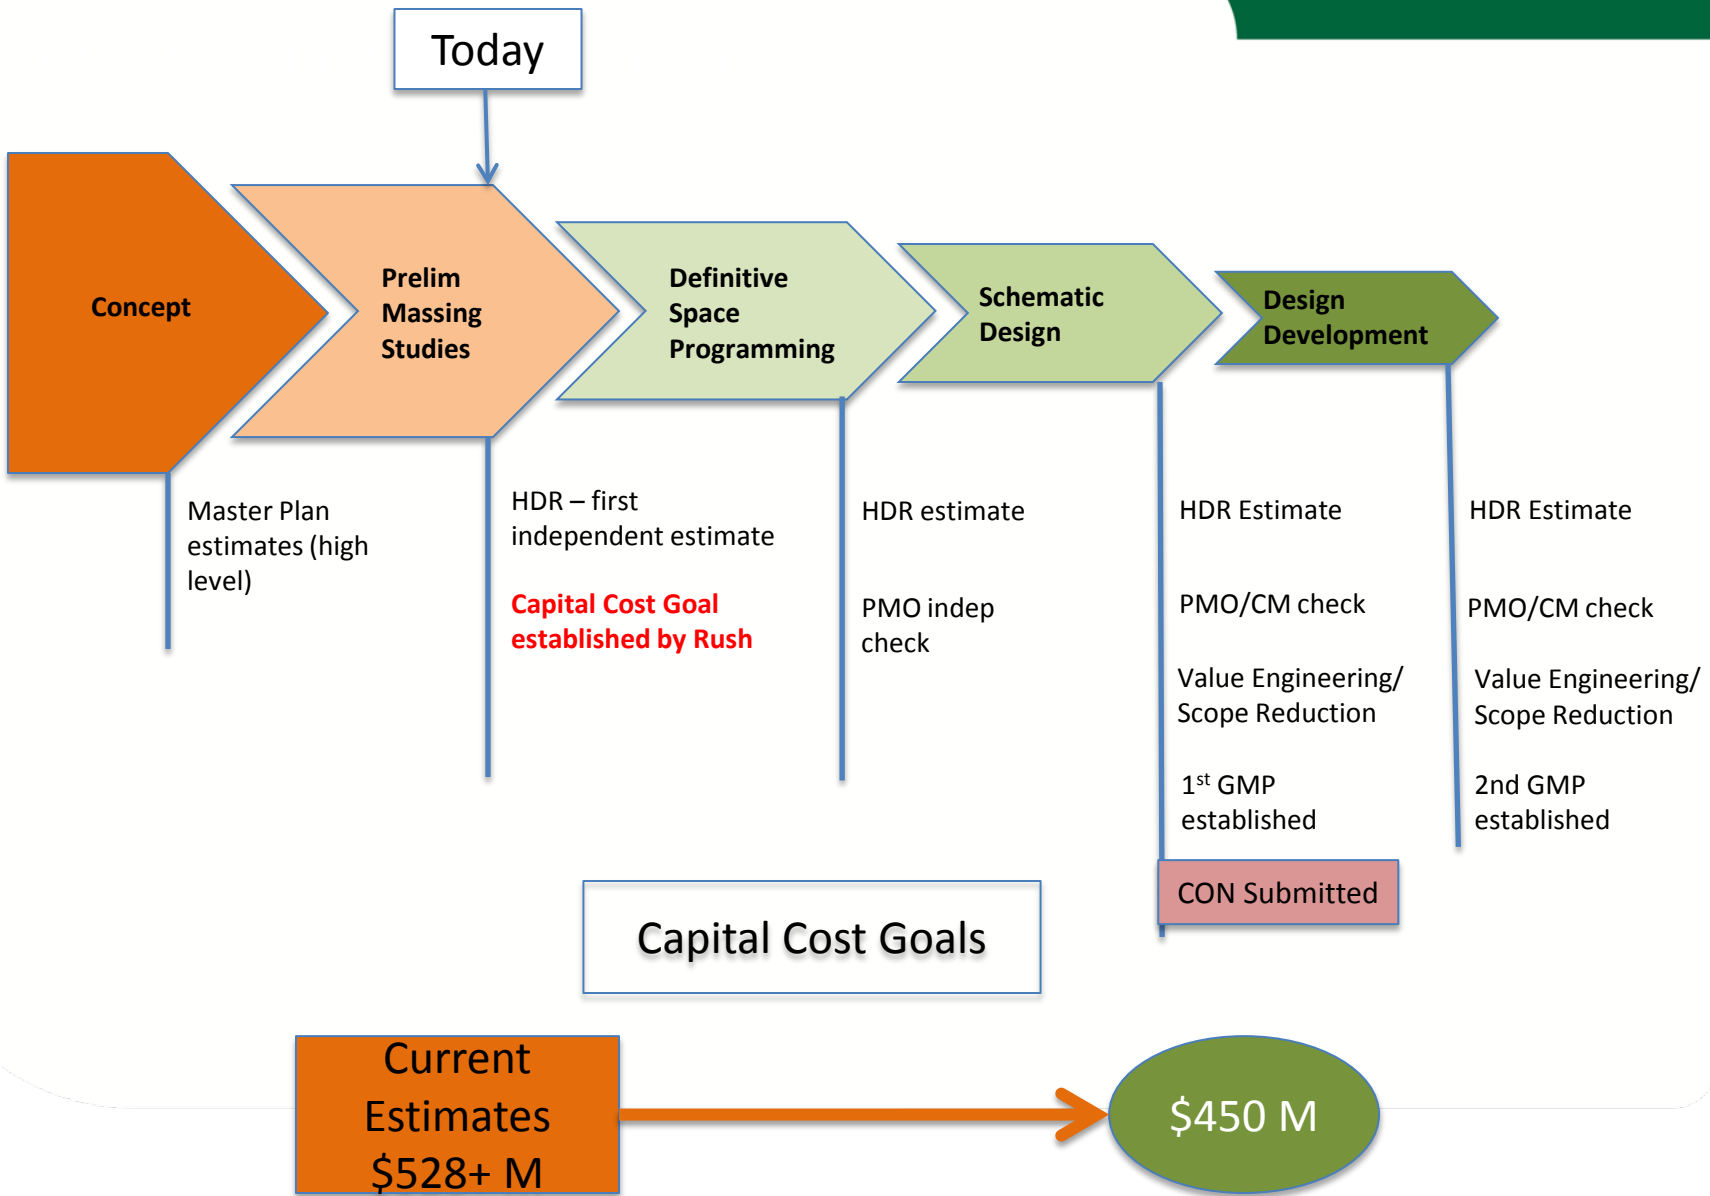 Today
Concept
Prelim
Massing
Studies
Definitive
Space
Programming
Schematic
Design
Design
Development
Master Plan
estimates (high
level)
HDR – first
independent estimate
Capital Cost Goal
established by Rush
HDR estimate
PMO indep
check
HDR Estimate
PMO/CM check
Value Engineering/
Scope Reduction
1st GMP
established
CON Submitted
HDR Estimate
PMO/CM check
Value Engineering/
Scope Reduction
2nd GMP
established
Capital Cost Goals
Current
Estimates
$528+ M
$450 M